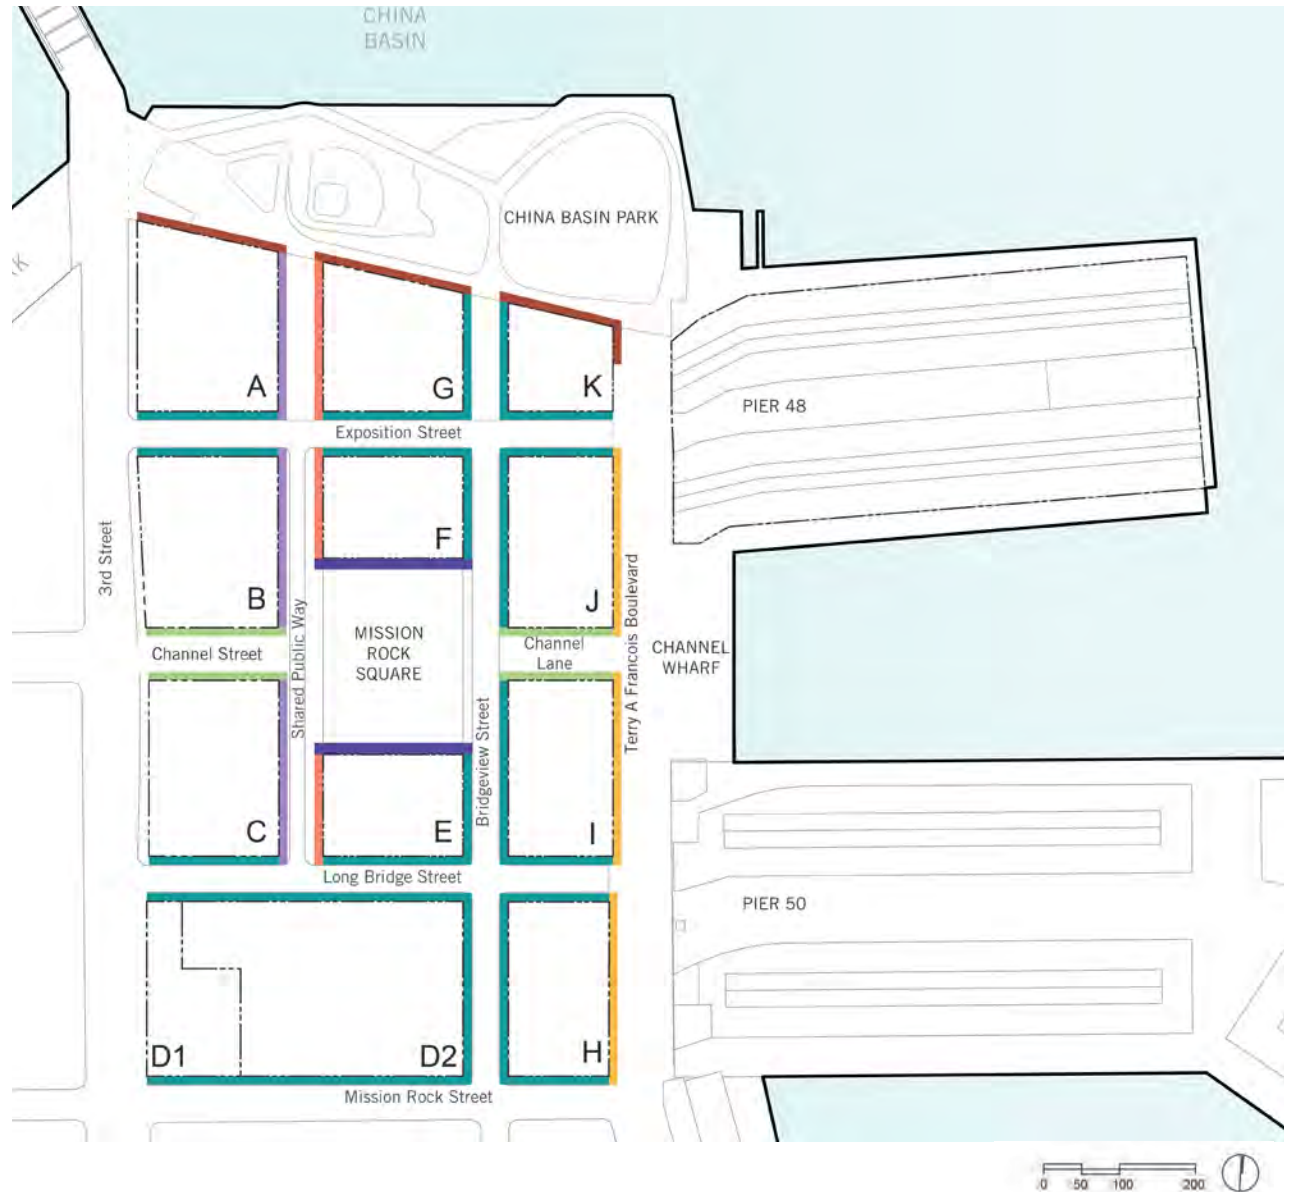 CHINA
BASIN
K
CHINA BASIN PARK
A
G
K
PIER 48
Exposition Street
F
3rd Street
B
J
Shared Public Way
MISSION
ROCK
SQUARE
Channel Street
Channel
Lane
Terry A Francois Boulevard
CHANNEL
WHARF
Bridgeview Street
C
E
I
Long Bridge Street
PIER 50
D1
D2
H
Mission Rock Street
0 50 100 200